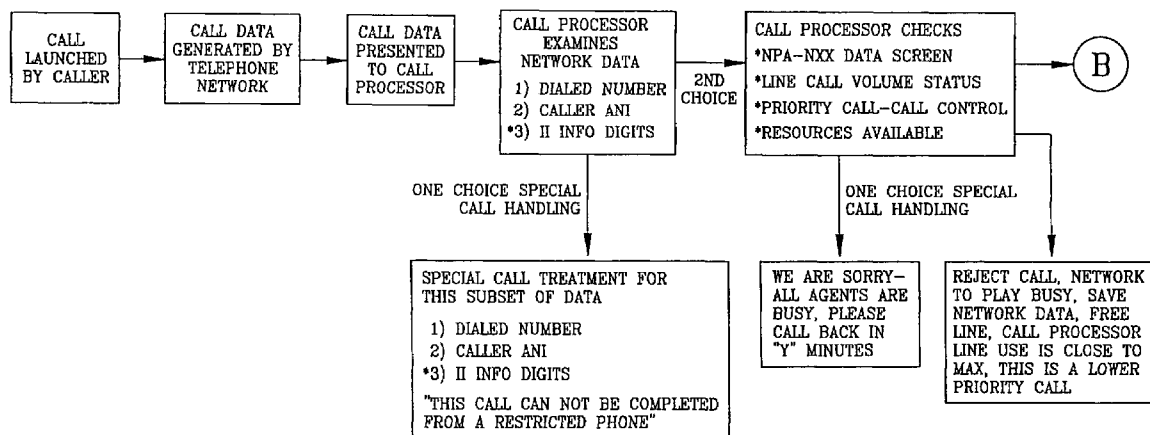 CALL
LAUNCHED
BY CALLER
CALL DATA
GENERATED BY
TELEPHONE
NETWORK
CALL DATA
PRESENTED
TO CALL
PROCESSOR
CALL PROCESSOR
EXAMINES
NETWORK DATA
1) DIALED NUMBER
2) CALLER ANI
*3) II INFO DIGITS
2ND
CHOICE
CALL PROCESSOR CHECKS
*NPA-NXX DATA SCREEN
*LINE CALL VOLUME STATUS
*PRIORITY CALL-CALL CONTROL
*RESOURCES AVAILABLE
B
ONE CHOICE SPECIAL
CALL HANDLING
ONE CHOICE SPECIAL
CALL HANDLING
SPECIAL CALL TREATMENT FOR
THIS SUBSET OF DATA
1) DIALED NUMBER
2) CALLER ANI
*3) II INFO DIGITS
"THIS CALL CAN NOT BE COMPLETED
FROM A RESTRICTED PHONE"
WE ARE SORRY-
ALL AGENTS ARE
BUSY, PLEASE
CALL BACK IN
"Y" MINUTES
REJECT CALL, NETWORK
TO PLAY BUSY, SAVE
NETWORK DATA, FREE
LINE, CALL PROCESSOR
LINE USE IS CLOSE TO
MAX, THIS IS A LOWER
PRIORITY CALL